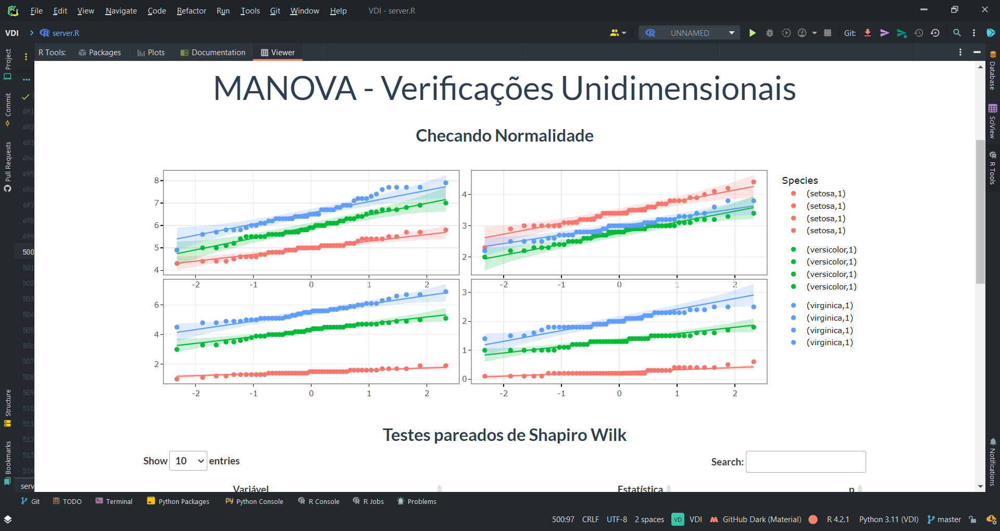 File Edit View Navigate Code Refactor Run Tools Git Window Help VDI - server.R
VDI server.R UNNAMED Git:
R Tools: Packages Plots Documentation Viewer
Project
Commit
Pull Requests
Structure
Bookmarks
491
492
493
494
495
496
497
498
499
500
501
502
503
504
505
506
507
508
509
510
511
512
513
514
serv
MANOVA - Verificações Unidimensionais
Checando Normalidade
8
7
6
5
4
-2 -1 0 1 2
4
3
2
-2 -1 0 1 2
6
4
2
-2 -1 0 1 2
3
2
1
0
-2 -1 0 1 2
Species
(setosa,1)
(setosa,1)
(setosa,1)
(setosa,1)
(versicolor,1)
(versicolor,1)
(versicolor,1)
(versicolor,1)
(virginica,1)
(virginica,1)
(virginica,1)
(virginica,1)
Testes pareados de Shapiro Wilk
Show 10 entries Search:
Variável Estatística p
Database
SciView
R Tools
Notifications
Git TODO Terminal Python Packages Python Console R Console R Jobs Problems
500:97 CRLF UTF-8 2 spaces VD VDI GitHub Dark (Material) R 4.2.1 Python 3.11 (VDI) master